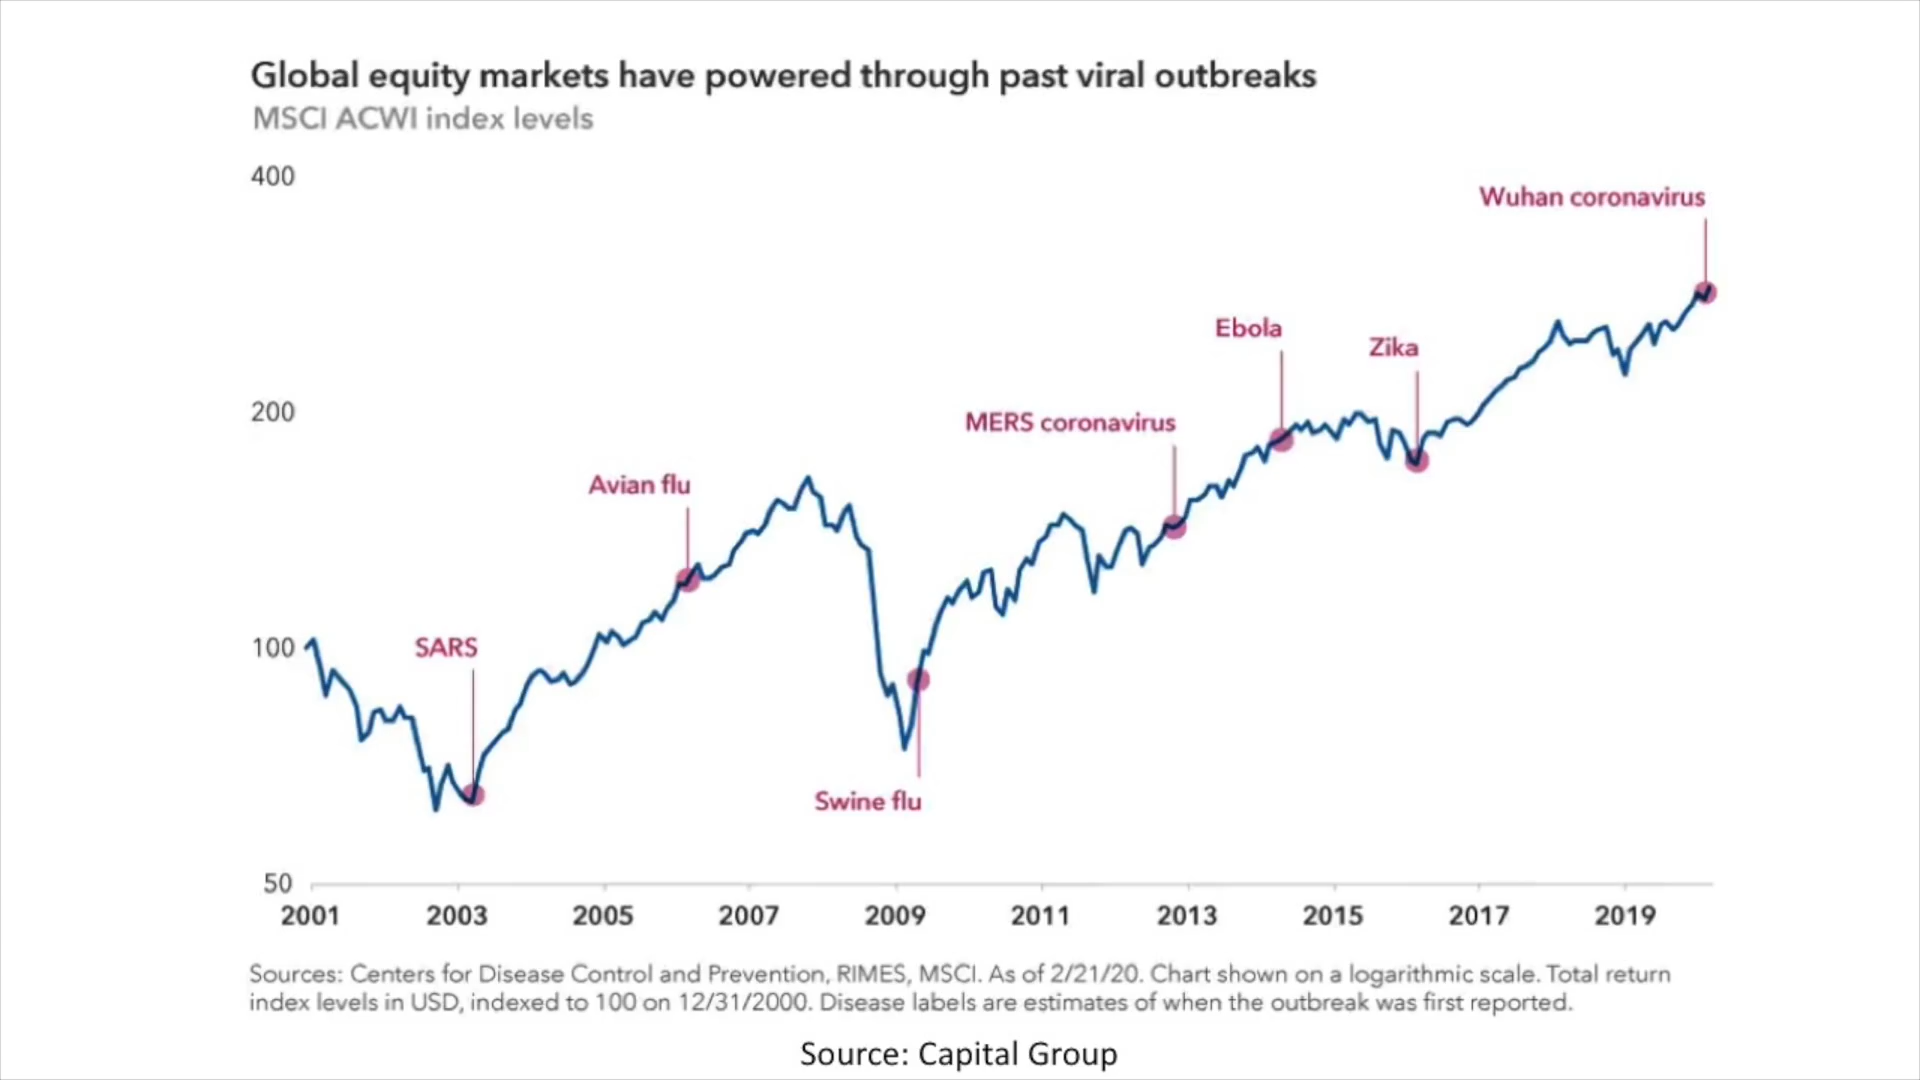 Global equity markets have powered through past viral outbreaks
MSCI ACWI index levels
400
Wuhan coronavirus
Ebola
Zika
200
MERS coronavirus
Avian flu
100
SARS
Swine flu
50
2001 2003 2005 2007 2009 2011 2013 2015 2017 2019
Sources: Centers for Disease Control and Prevention, RIMES, MSCI. As of 2/21/20. Chart shown on a logarithmic scale. Total return
index levels in USD, indexed to 100 on 12/31/2000. Disease labels are estimates of when the outbreak was first reported.
Source: Capital Group